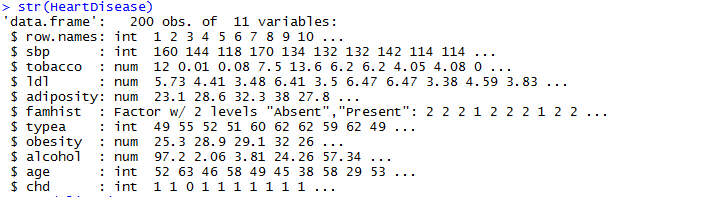 > str(HeartDisease)
'data.frame':   200 obs. of  11 variables:
 $ row.names: int  1 2 3 4 5 6 7 8 9 10 ...
 $ sbp      : int  160 144 118 170 134 132 132 142 114 114 ...
 $ tobacco  : num  12 0.01 0.08 7.5 13.6 6.2 6.2 4.05 4.08 0 ...
 $ ldl      : num  5.73 4.41 3.48 6.41 3.5 6.47 6.47 3.38 4.59 3.83 ...
 $ adiposity: num  23.1 28.6 32.3 38 27.8 ...
 $ famhist  : Factor w/ 2 levels "Absent","Present": 2 2 2 1 2 2 2 1 2 2 ...
 $ typea    : int  49 55 52 51 60 62 62 59 62 49 ...
 $ obesity  : num  25.3 28.9 29.1 32 26 ...
 $ alcohol  : num  97.2 2.06 3.81 24.26 57.34 ...
 $ age      : int  52 63 46 58 49 45 38 58 29 53 ...
 $ chd      : int  1 1 0 1 1 1 1 1 1 1 ...